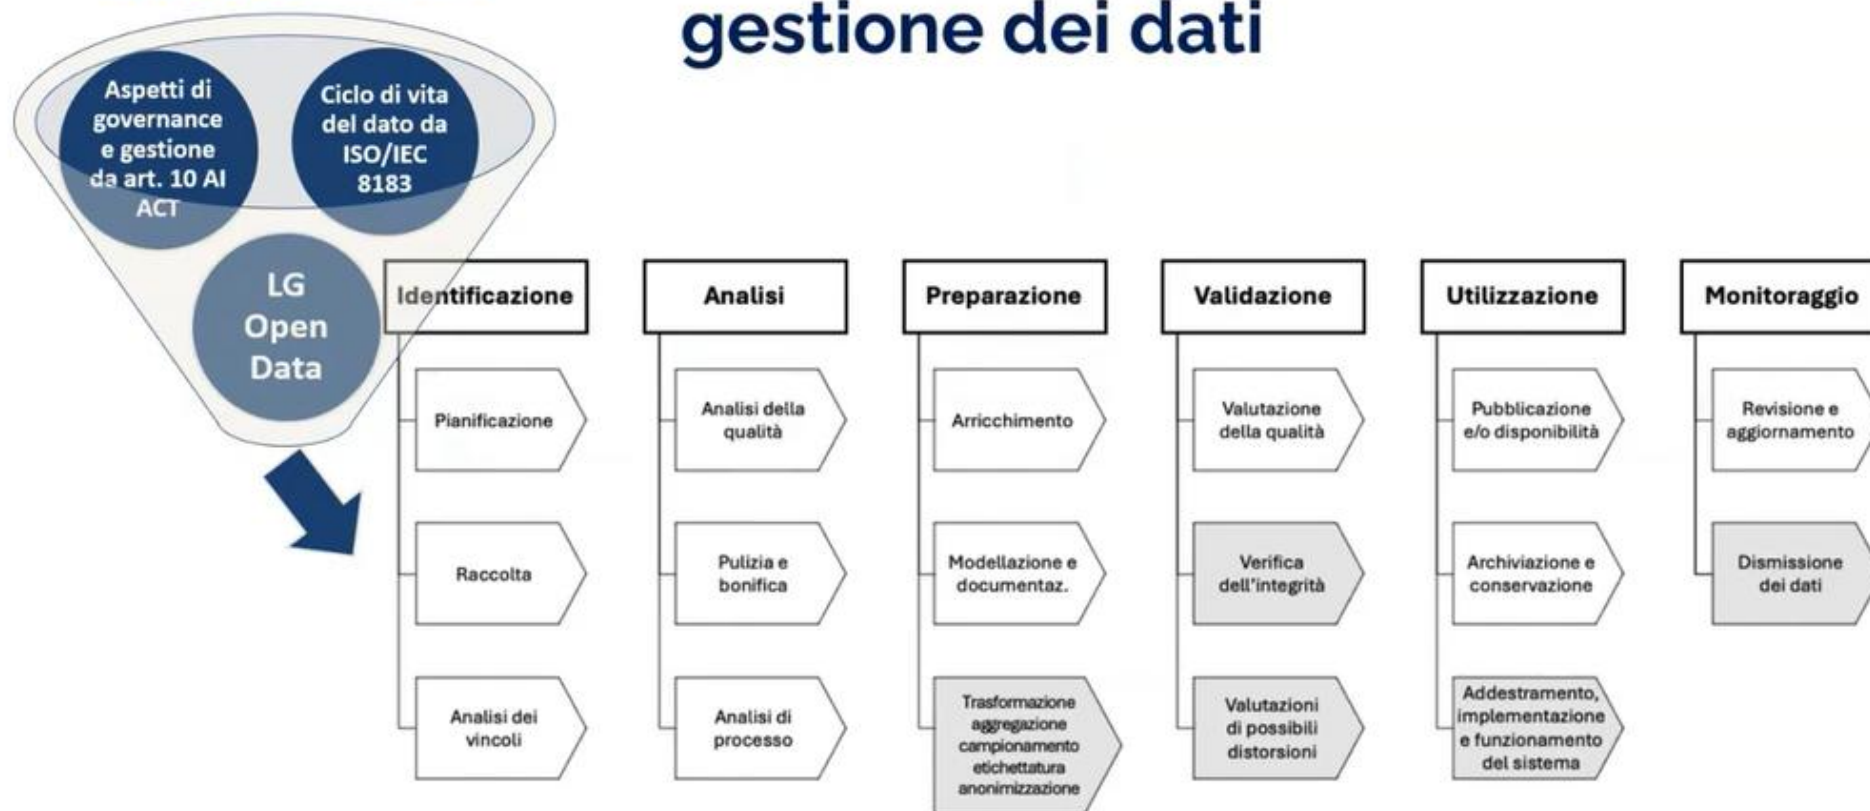 gestione dei dati
Aspetti di
governance
e gestione
da art. 10 AI
ACT
Ciclo di vita
del dato da
ISO/IEC
8183
LG
Open
Data
Identificazione
Pianificazione
Raccolta
Analisi dei
vincoli
Analisi
Analisi della
qualità
Pulizia e
bonifica
Analisi di
processo
Preparazione
Arricchimento
Modellazione e
documentaz.
Trasformazione
aggregazione
campionamento
etichettatura
anonimizzazione
Validazione
Valutazione
della qualità
Verifica
dell'integrità
Valutazioni
di possibili
distorsioni
Utilizzazione
Pubblicazione
e/o disponibilità
Archiviazione e
conservazione
Addestramento,
implementazione
e funzionamento
del sistema
Monitoraggio
Revisione e
aggiornamento
Dismissione
dei dati